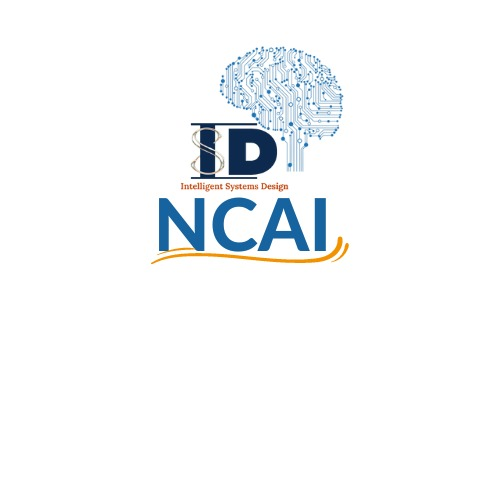 ISD
Intelligent Systems Design
NCAI